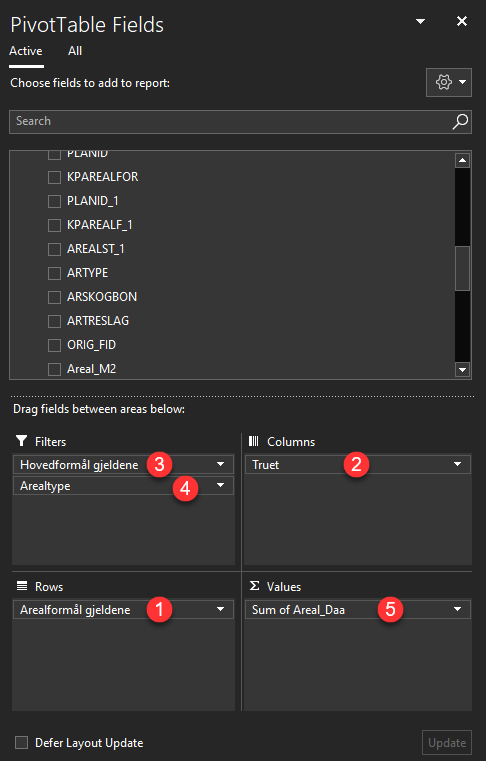 PivotTable Fields
Active All
Choose fields to add to report:
Search
PLANID
KPAREALFOR
PLANID_1
KPAREALF_1
AREALST_1
ARTYPE
ARSKOGBON
ARTRESLAG
ORIG_FID
Areal_M2
Drag fields between areas below:
Filters
Hovedformål gjeldene 3
Arealtype 4
Columns
Truet 2
Rows
Arealformål gjeldene 1
Σ Values
Sum of Areal_Daa 5
Defer Layout Update
Update